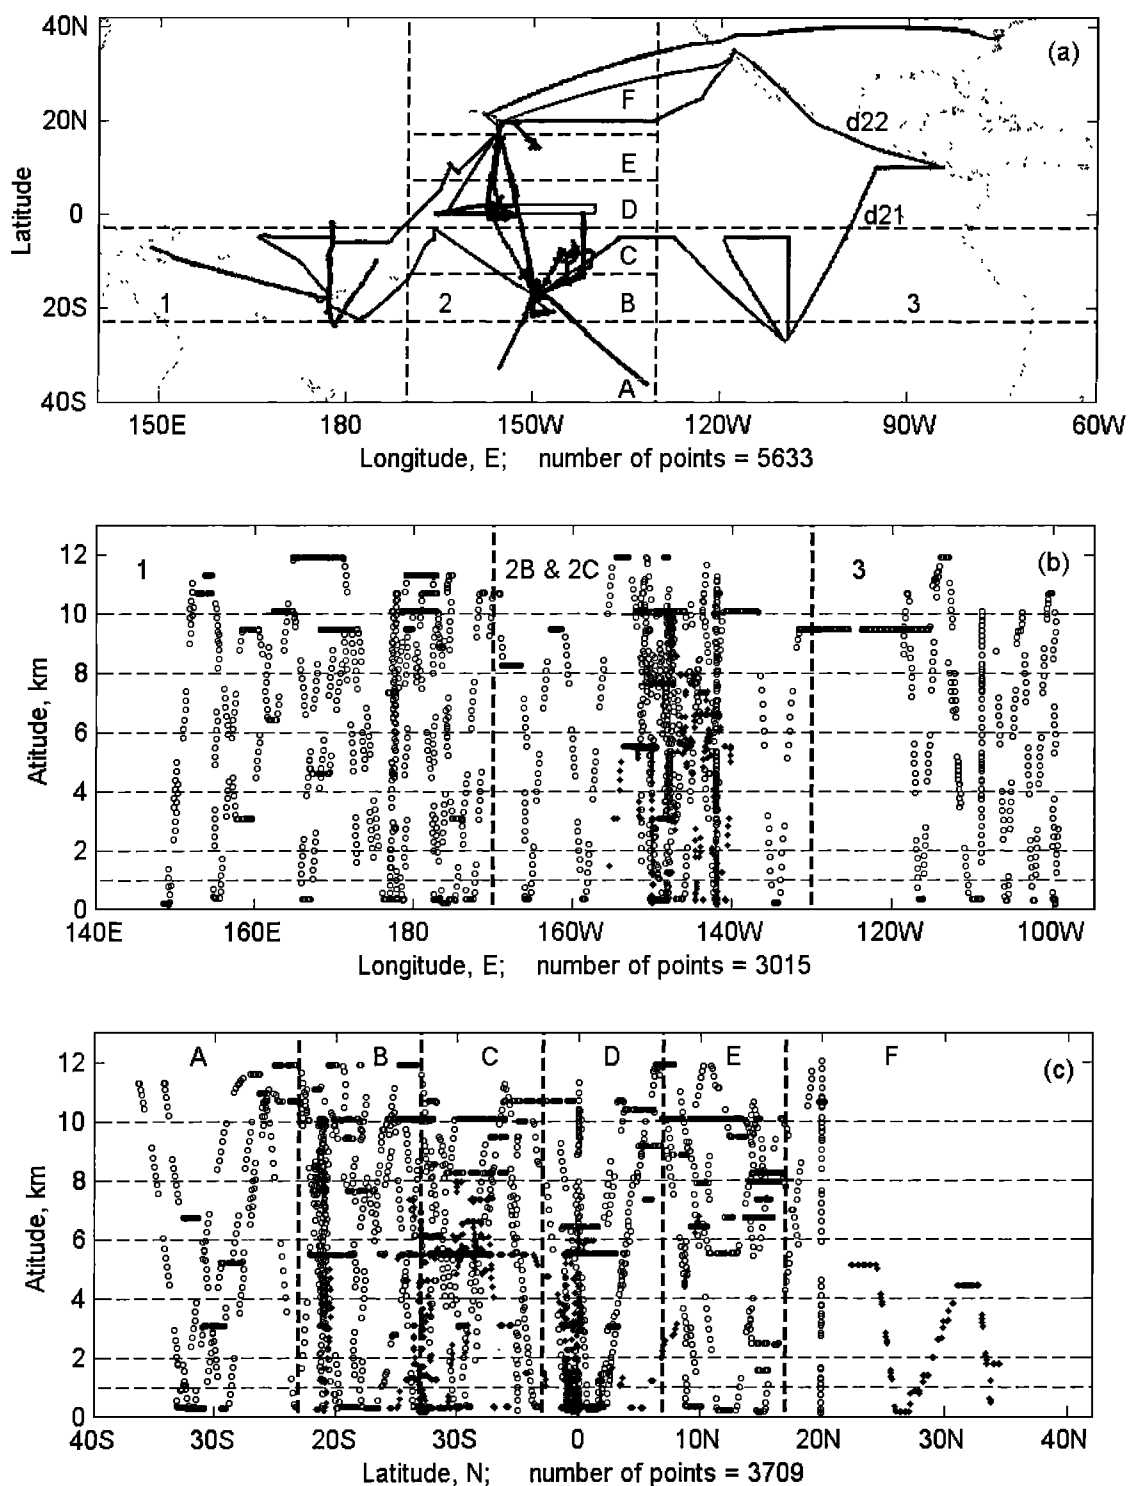 40N
(a)
F
20N
d22
E
Latitude
0
D
d21
C
20S
1
2
B
3
A
40S
150E
180
150W
120W
90W
60W
Longitude, E; number of points = 5633
12
1
2B & 2C
3
(b)
10
8
Atitude, km
6
4
2
0
140E
160E
180
160W
140W
120W
100W
Longitude, E; number of points = 3015
12
A
B
C
D
E
F
(c)
10
8
Atitude, km
6
4
2
0
40S
30S
20S
30S
0
10N
20N
30N
40N
Latitude, N; number of points = 3709